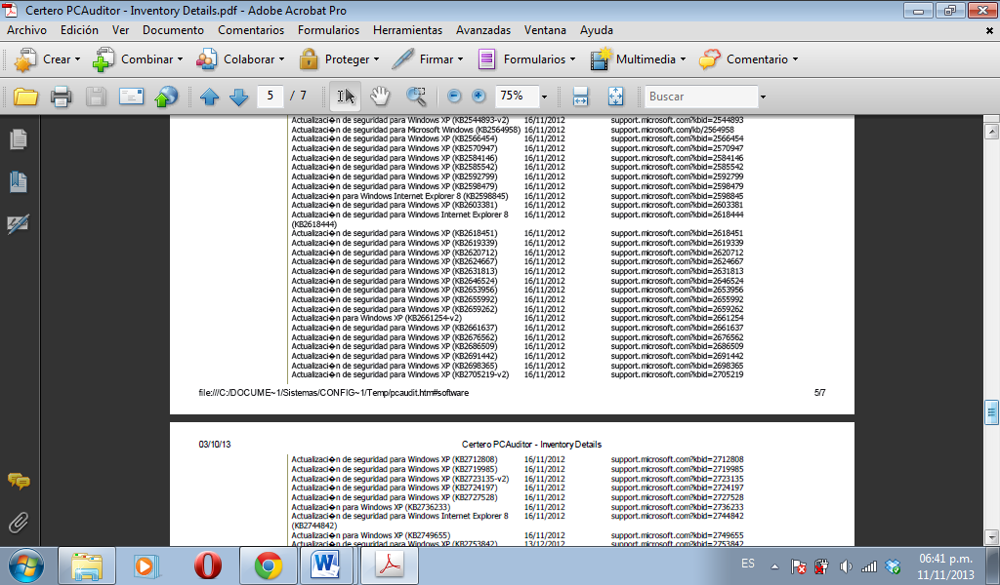 Certero PCAuditor - Inventory Details.pdf - Adobe Acrobat Pro
Archivo Edición Ver Documento Comentarios Formularios Herramientas Avanzadas Ventana Ayuda
Crear Combinar Colaborar Proteger Firmar Formularios Multimedia Comentario
5 / 7 75% Buscar
Actualizaci�n de seguridad para Windows XP (KB2544893-v2) 16/11/2012 support.microsoft.com?kbid=2544893
Actualizaci�n de seguridad para Microsoft Windows (KB2564958) 16/11/2012 support.microsoft.com/kb/2564958
Actualizaci�n de seguridad para Windows XP (KB2566454) 16/11/2012 support.microsoft.com?kbid=2566454
Actualizaci�n de seguridad para Windows XP (KB2570947) 16/11/2012 support.microsoft.com?kbid=2570947
Actualizaci�n de seguridad para Windows XP (KB2584146) 16/11/2012 support.microsoft.com?kbid=2584146
Actualizaci�n de seguridad para Windows XP (KB2585542) 16/11/2012 support.microsoft.com?kbid=2585542
Actualizaci�n de seguridad para Windows XP (KB2592799) 16/11/2012 support.microsoft.com?kbid=2592799
Actualizaci�n de seguridad para Windows XP (KB2598479) 16/11/2012 support.microsoft.com?kbid=2598479
Actualizaci�n para Windows Internet Explorer 8 (KB2598845) 16/11/2012 support.microsoft.com?kbid=2598845
Actualizaci�n de seguridad para Windows XP (KB2603381) 16/11/2012 support.microsoft.com?kbid=2603381
Actualizaci�n de seguridad para Windows Internet Explorer 8 16/11/2012 support.microsoft.com?kbid=2618444
(KB2618444)
Actualizaci�n de seguridad para Windows XP (KB2618451) 16/11/2012 support.microsoft.com?kbid=2618451
Actualizaci�n de seguridad para Windows XP (KB2619339) 16/11/2012 support.microsoft.com?kbid=2619339
Actualizaci�n de seguridad para Windows XP (KB2620712) 16/11/2012 support.microsoft.com?kbid=2620712
Actualizaci�n de seguridad para Windows XP (KB2624667) 16/11/2012 support.microsoft.com?kbid=2624667
Actualizaci�n de seguridad para Windows XP (KB2631813) 16/11/2012 support.microsoft.com?kbid=2631813
Actualizaci�n de seguridad para Windows XP (KB2646524) 16/11/2012 support.microsoft.com?kbid=2646524
Actualizaci�n de seguridad para Windows XP (KB2653956) 16/11/2012 support.microsoft.com?kbid=2653956
Actualizaci�n de seguridad para Windows XP (KB2655992) 16/11/2012 support.microsoft.com?kbid=2655992
Actualizaci�n de seguridad para Windows XP (KB2659262) 16/11/2012 support.microsoft.com?kbid=2659262
Actualizaci�n para Windows XP (KB2661254-v2) 16/11/2012 support.microsoft.com?kbid=2661254
Actualizaci�n de seguridad para Windows XP (KB2661637) 16/11/2012 support.microsoft.com?kbid=2661637
Actualizaci�n de seguridad para Windows XP (KB2676562) 16/11/2012 support.microsoft.com?kbid=2676562
Actualizaci�n de seguridad para Windows XP (KB2686509) 16/11/2012 support.microsoft.com?kbid=2686509
Actualizaci�n de seguridad para Windows XP (KB2691442) 16/11/2012 support.microsoft.com?kbid=2691442
Actualizaci�n de seguridad para Windows XP (KB2698365) 16/11/2012 support.microsoft.com?kbid=2698365
Actualizaci�n de seguridad para Windows XP (KB2705219-v2) 16/11/2012 support.microsoft.com?kbid=2705219
file:///C:/DOCUME~1/Sistemas/CONFIG~1/Temp/pcaudit.htm#software 5/7
03/10/13 Certero PCAuditor - Inventory Details
Actualizaci�n de seguridad para Windows XP (KB2712808) 16/11/2012 support.microsoft.com?kbid=2712808
Actualizaci�n de seguridad para Windows XP (KB2719985) 16/11/2012 support.microsoft.com?kbid=2719985
Actualizaci�n de seguridad para Windows XP (KB2723135-v2) 16/11/2012 support.microsoft.com?kbid=2723135
Actualizaci�n de seguridad para Windows XP (KB2724197) 16/11/2012 support.microsoft.com?kbid=2724197
Actualizaci�n de seguridad para Windows XP (KB2727528) 16/11/2012 support.microsoft.com?kbid=2727528
Actualizaci�n para Windows XP (KB2736233) 16/11/2012 support.microsoft.com?kbid=2736233
Actualizaci�n de seguridad para Windows Internet Explorer 8 16/11/2012 support.microsoft.com?kbid=2744842
(KB2744842)
Actualizaci�n para Windows XP (KB2749655) 16/11/2012 support.microsoft.com?kbid=2749655
Actualizaci�n de seguridad para Windows XP (KB2753842) 13/12/2012 support.microsoft.com?kbid=2753842
ES 06:41 p.m.
11/11/2013